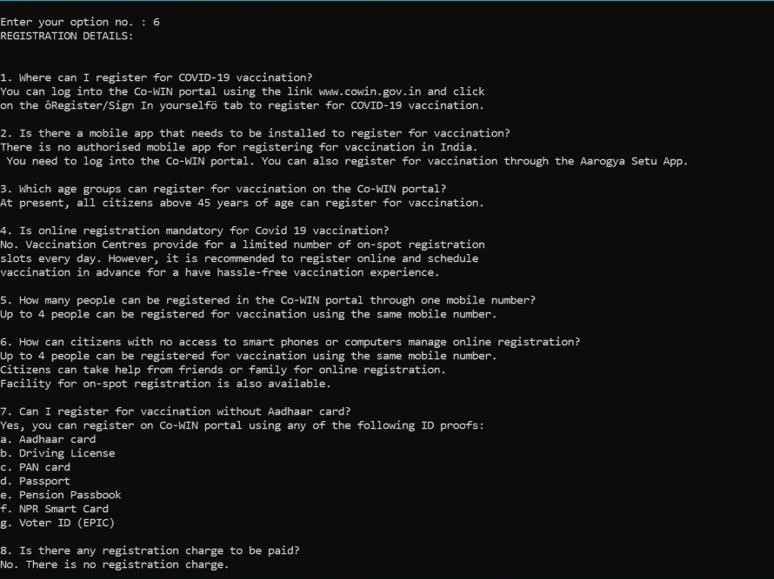 Enter your option no. : 6
REGISTRATION DETAILS:
1. Where can I register for COVID-19 vaccination?
You can log into the Co-WIN portal using the link www.cowin.gov.in and click
on the ôRegister/Sign In yourselfö tab to register for COVID-19 vaccination.
2. Is there a mobile app that needs to be installed to register for vaccination?
There is no authorised mobile app for registering for vaccination in India.
You need to log into the Co-WIN portal. You can also register for vaccination through the Aarogya Setu App.
3. Which age groups can register for vaccination on the Co-WIN portal?
At present, all citizens above 45 years of age can register for vaccination.
4. Is online registration mandatory for Covid 19 vaccination?
No. Vaccination Centres provide for a limited number of on-spot registration
slots every day. However, it is recommended to register online and schedule
vaccination in advance for a have hassle-free vaccination experience.
5. How many people can be registered in the Co-WIN portal through one mobile number?
Up to 4 people can be registered for vaccination using the same mobile number.
6. How can citizens with no access to smart phones or computers manage online registration?
Up to 4 people can be registered for vaccination using the same mobile number.
Citizens can take help from friends or family for online registration.
Facility for on-spot registration is also available.
7. Can I register for vaccination without Aadhaar card?
Yes, you can register on Co-WIN portal using any of the following ID proofs:
a. Aadhaar card
b. Driving License
c. PAN card
d. Passport
e. Pension Passbook
f. NPR Smart Card
g. Voter ID (EPIC)
8. Is there any registration charge to be paid?
No. There is no registration charge.